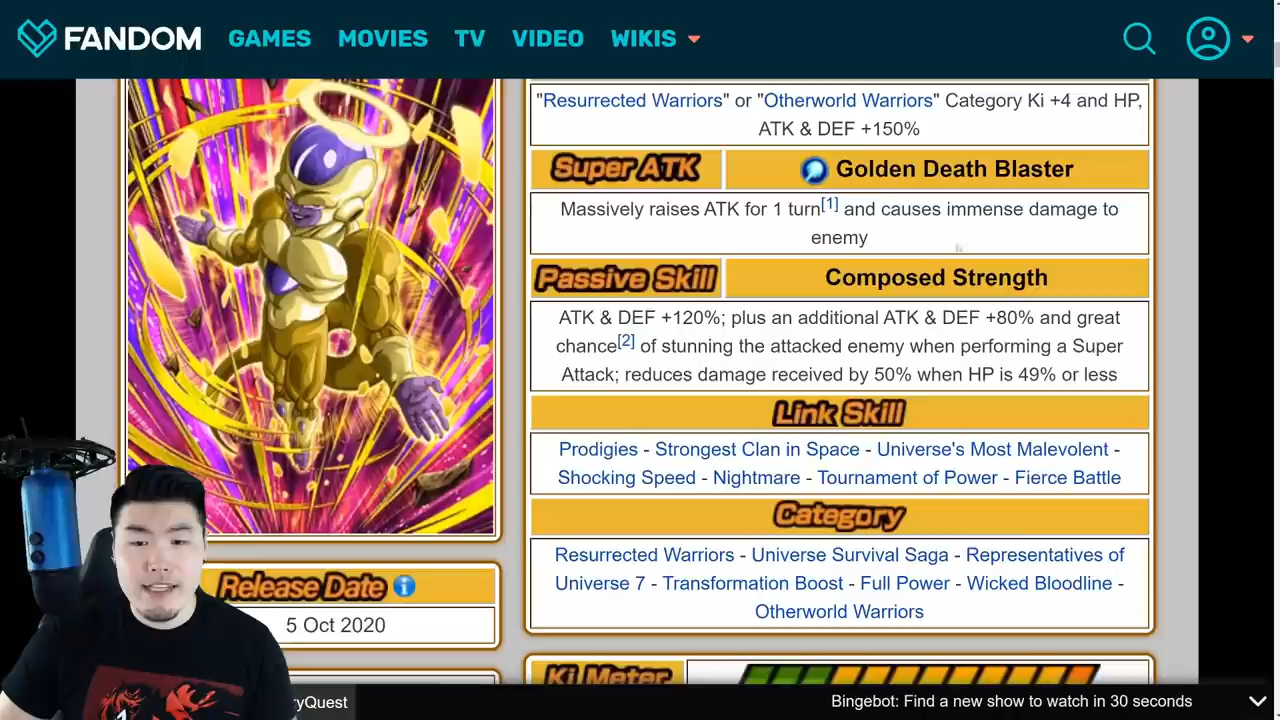 FANDOM GAMES MOVIES TV VIDEO WIKIS
"Resurrected Warriors" or "Otherworld Warriors" Category Ki +4 and HP,
ATK & DEF +150%
Super ATK Golden Death Blaster
Massively raises ATK for 1 turn[1] and causes immense damage to
enemy
Passive Skill Composed Strength
ATK & DEF +120%; plus an additional ATK & DEF +80% and great
chance[2] of stunning the attacked enemy when performing a Super
Attack; reduces damage received by 50% when HP is 49% or less
Link Skill
Prodigies - Strongest Clan in Space - Universe's Most Malevolent -
Shocking Speed - Nightmare - Tournament of Power - Fierce Battle
Category
Resurrected Warriors - Universe Survival Saga - Representatives of
Universe 7 - Transformation Boost - Full Power - Wicked Bloodline -
Otherworld Warriors
Release Date
5 Oct 2020
Ki Meter
ryQuest
Bingebot: Find a new show to watch in 30 seconds